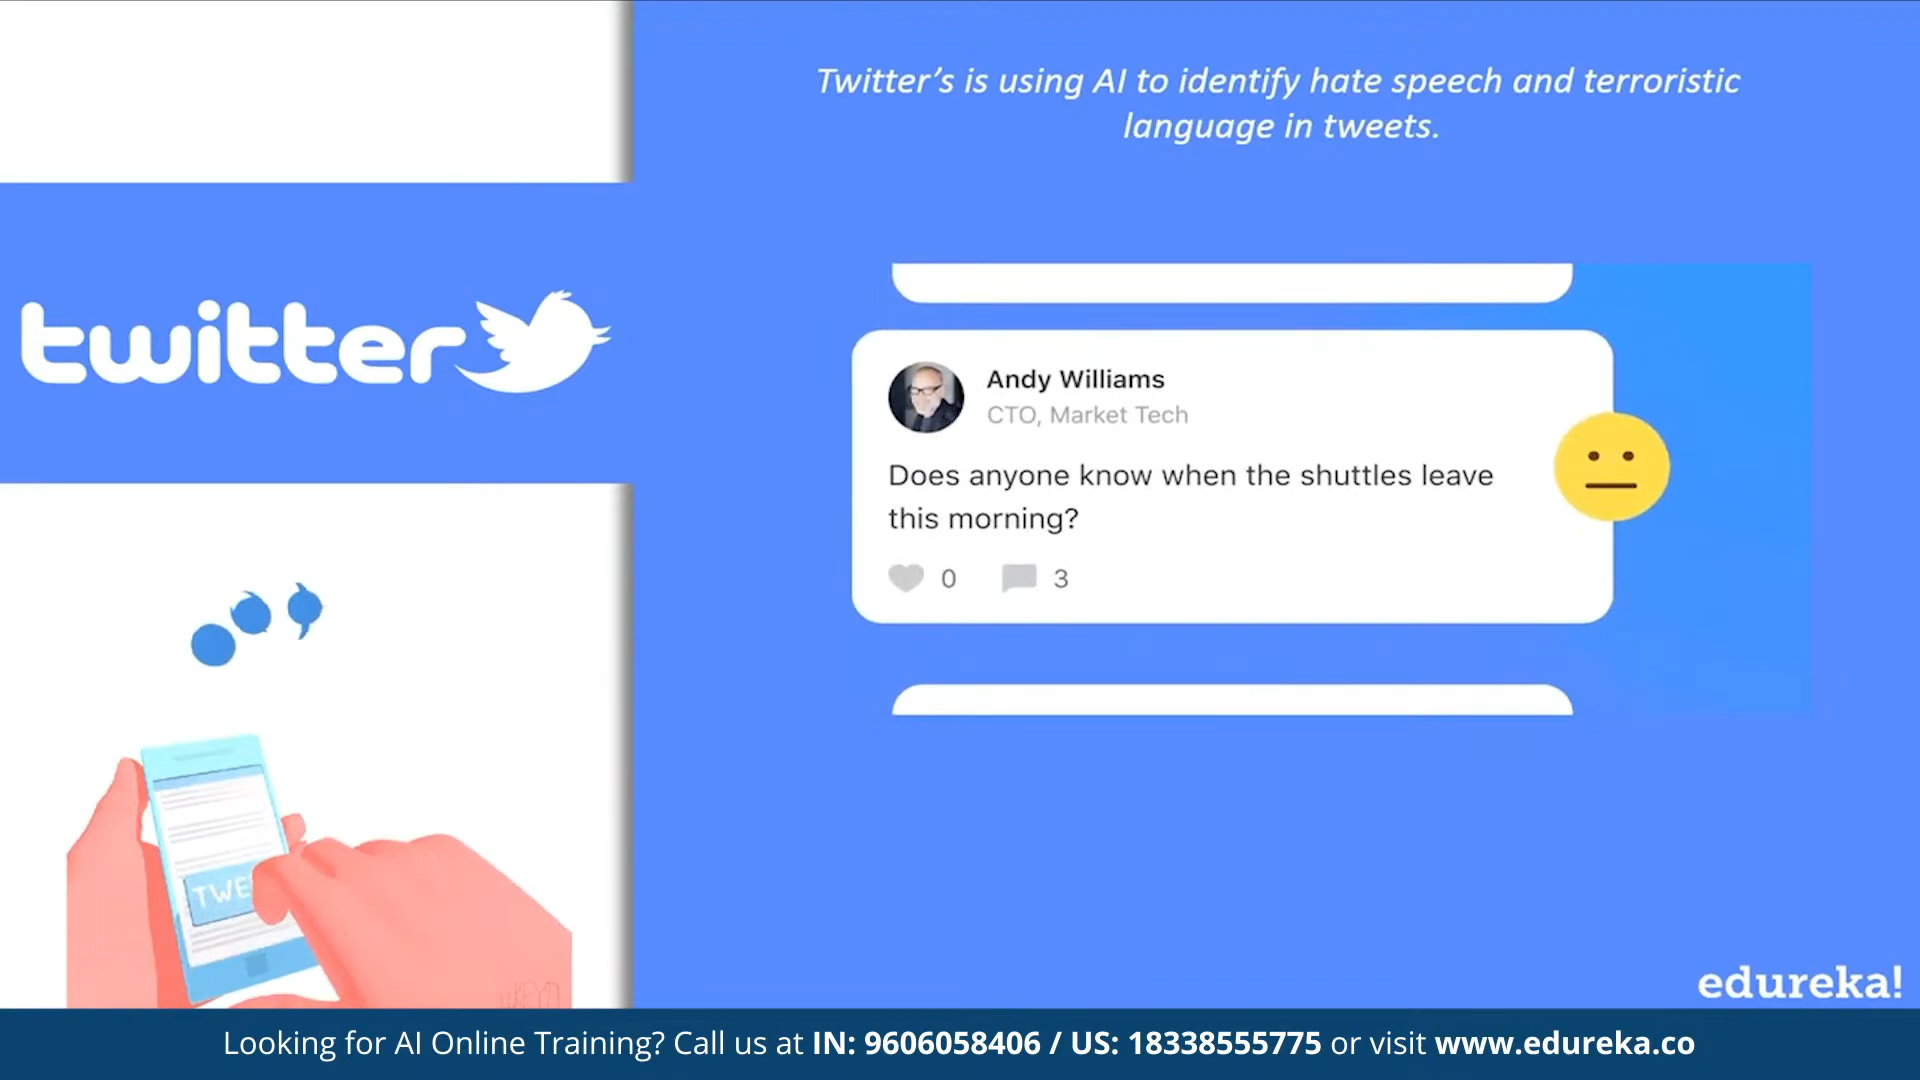 Twitter’s is using AI to identify hate speech and terroristic
language in tweets.
twitter
Andy Williams
CTO, Market Tech
Does anyone know when the shuttles leave
this morning?
0 3
TWE
edureka!
Looking for AI Online Training? Call us at IN: 9606058406 / US: 18338555775 or visit www.edureka.co